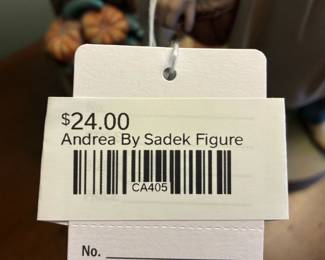 $24.00
Andrea By Sadek Figure
CA405
No.